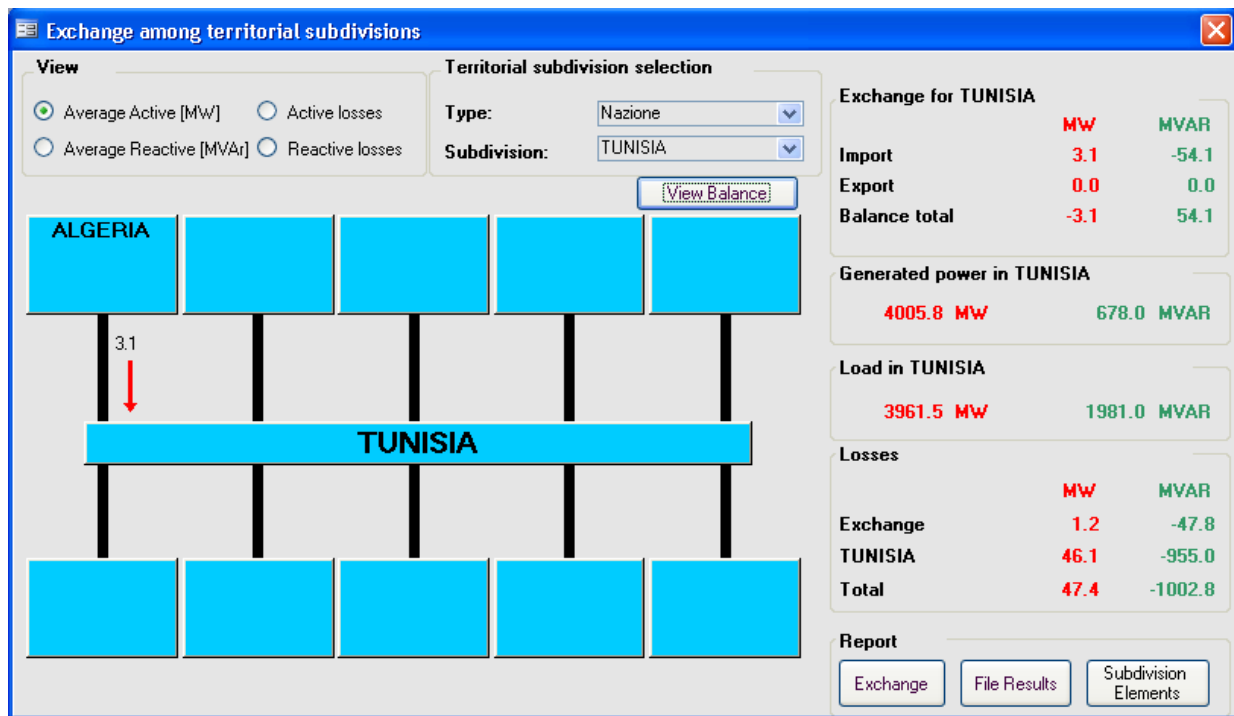 Exchange among territorial subdivisions
View
Average Active [MW] Active losses
Average Reactive [MVAr] Reactive losses
Territorial subdivision selection
Type: Nazione
Subdivision: TUNISIA
View Balance
ALGERIA
3.1
TUNISIA
Exchange for TUNISIA
MW MVAR
Import 3.1 -54.1
Export 0.0 0.0
Balance total -3.1 54.1
Generated power in TUNISIA
4005.8 MW 678.0 MVAR
Load in TUNISIA
3961.5 MW 1981.0 MVAR
Losses
MW MVAR
Exchange 1.2 -47.8
TUNISIA 46.1 -955.0
Total 47.4 -1002.8
Report
Exchange
File Results
Subdivision
Elements